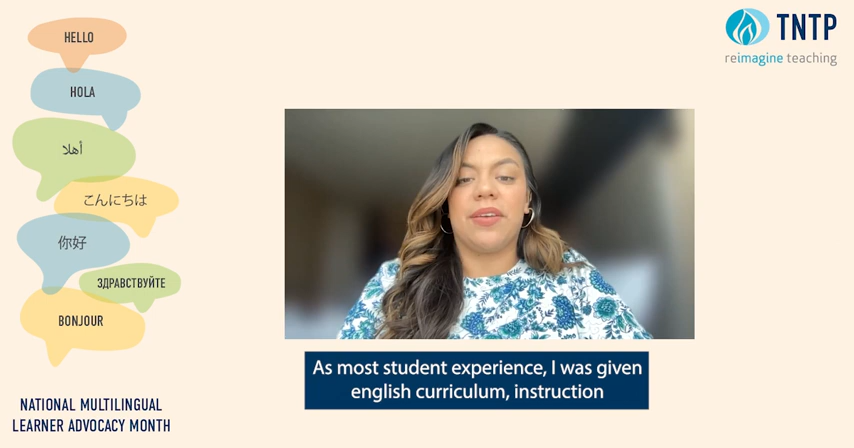 HELLO
HOLA
أهلا
こんにちは
你好
ЗДРАВСТВУЙТЕ
BONJOUR
NATIONAL MULTILINGUAL
LEARNER ADVOCACY MONTH
TNTP
reimagine teaching
As most student experience, I was given
english curriculum, instruction